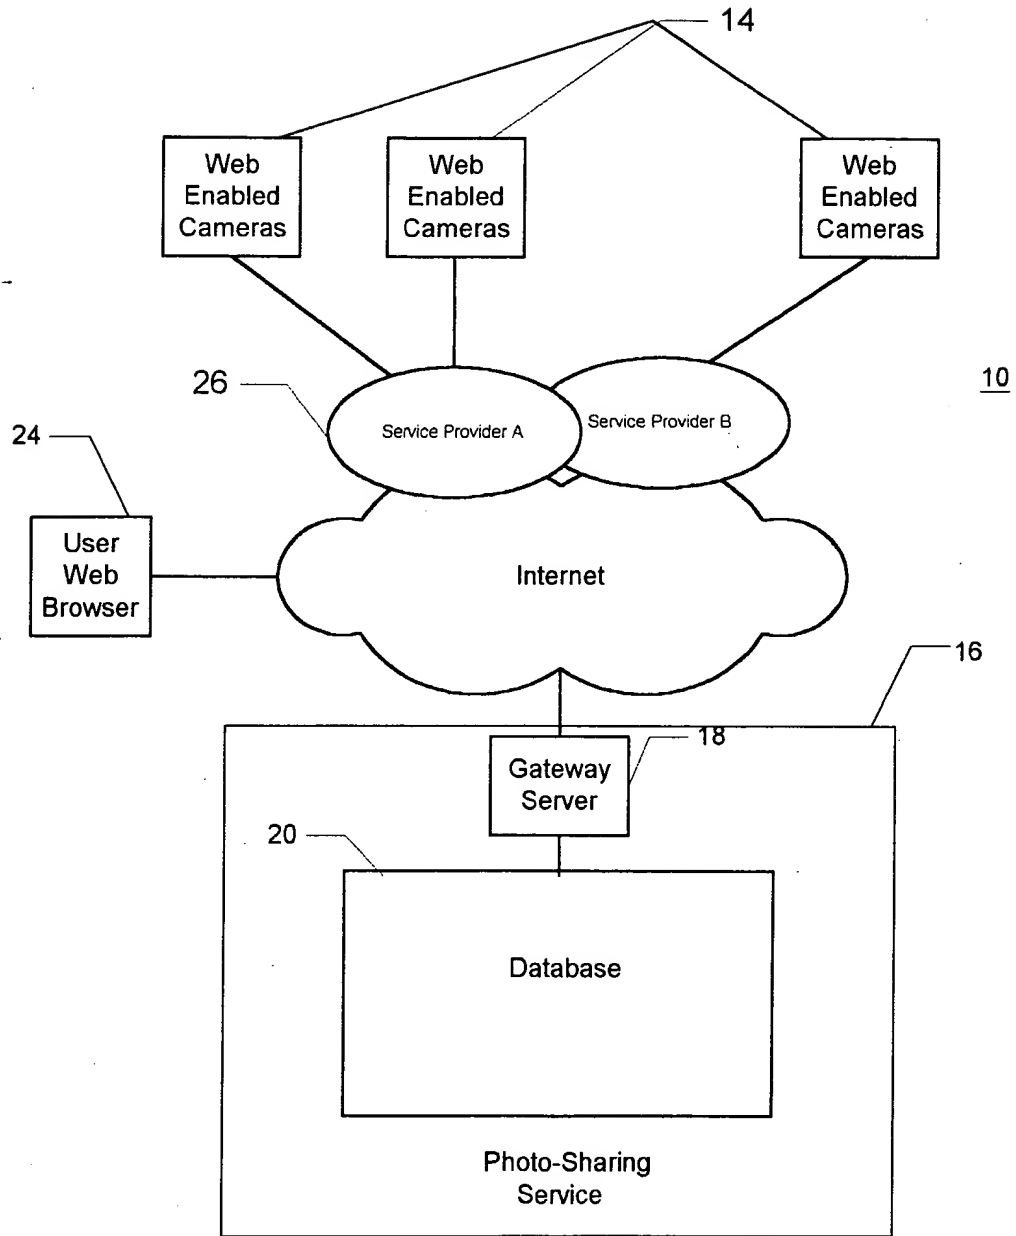 14
Web
Enabled
Cameras
Web
Enabled
Cameras
Web
Enabled
Cameras
26
10
Service Provider A
Service Provider B
24
User
Web
Browser
Internet
16
18
Gateway
Server
20
Database
Photo-Sharing
Service